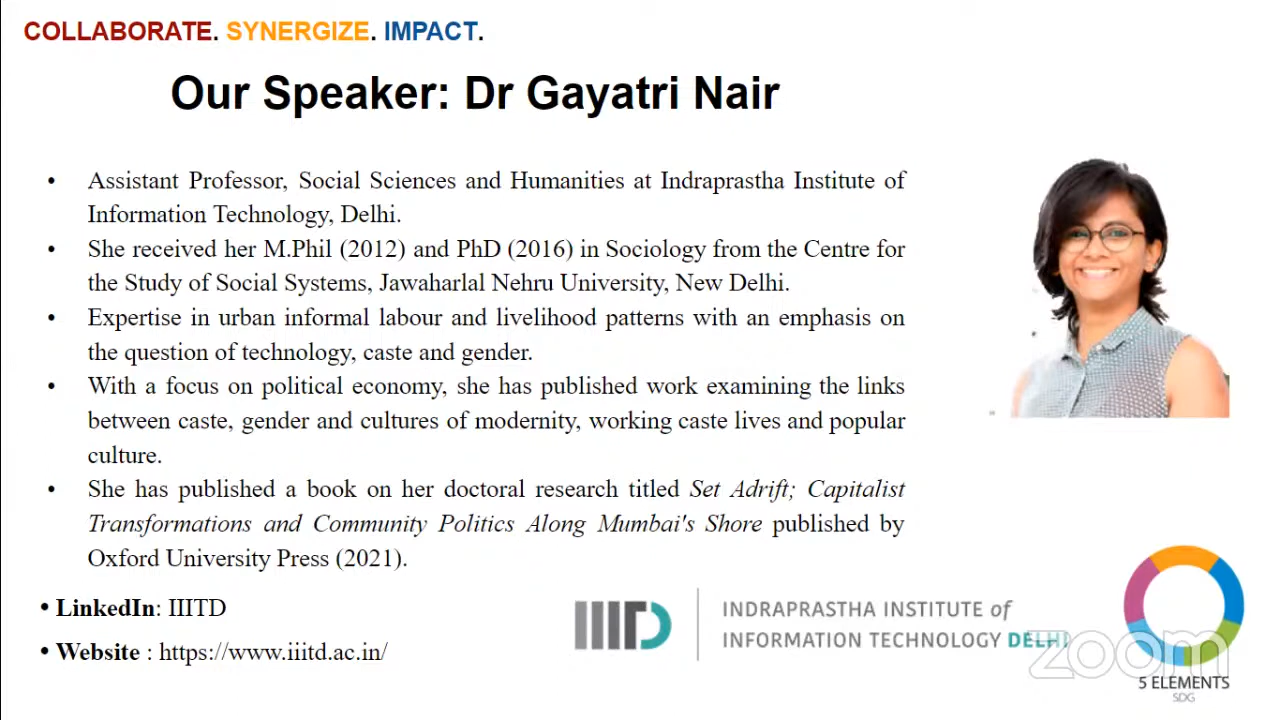 COLLABORATE. SYNERGIZE. IMPACT.
Our Speaker: Dr Gayatri Nair
• Assistant Professor, Social Sciences and Humanities at Indraprastha Institute of
Information Technology, Delhi.
• She received her M.Phil (2012) and PhD (2016) in Sociology from the Centre for
the Study of Social Systems, Jawaharlal Nehru University, New Delhi.
• Expertise in urban informal labour and livelihood patterns with an emphasis on
the question of technology, caste and gender.
• With a focus on political economy, she has published work examining the links
between caste, gender and cultures of modernity, working caste lives and popular
culture.
• She has published a book on her doctoral research titled Set Adrift; Capitalist
Transformations and Community Politics Along Mumbai's Shore published by
Oxford University Press (2021).
• LinkedIn: IIITD
• Website : https://www.iiitd.ac.in/
IIITD
INDRAPRASTHA INSTITUTE of
INFORMATION TECHNOLOGY DELHI
zoom
5 ELEMENTS
SDG